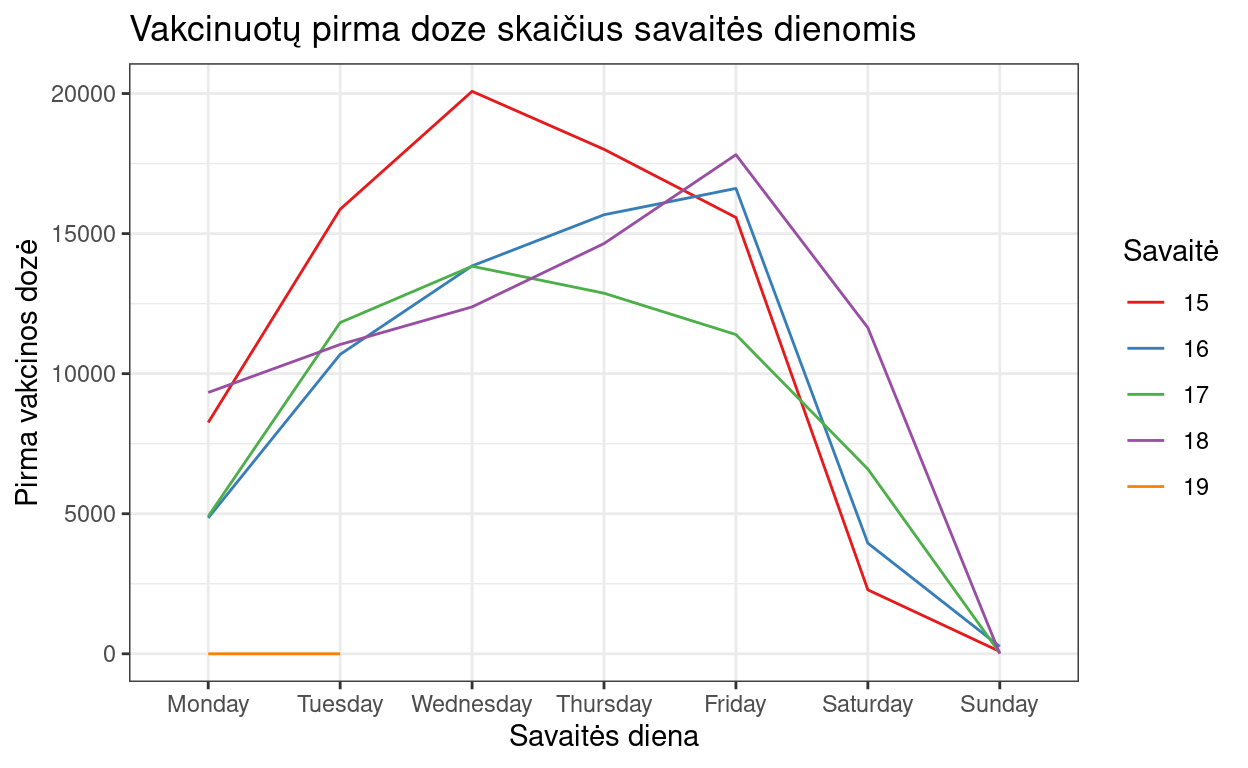 Vakcinuotų pirma doze skaičius savaitės dienomis
20000
15000
10000
5000
0
Pirma vakcinos dozė
Monday
Tuesday
Wednesday
Thursday
Friday
Saturday
Sunday
Savaitės diena
Savaitė
15
16
17
18
19